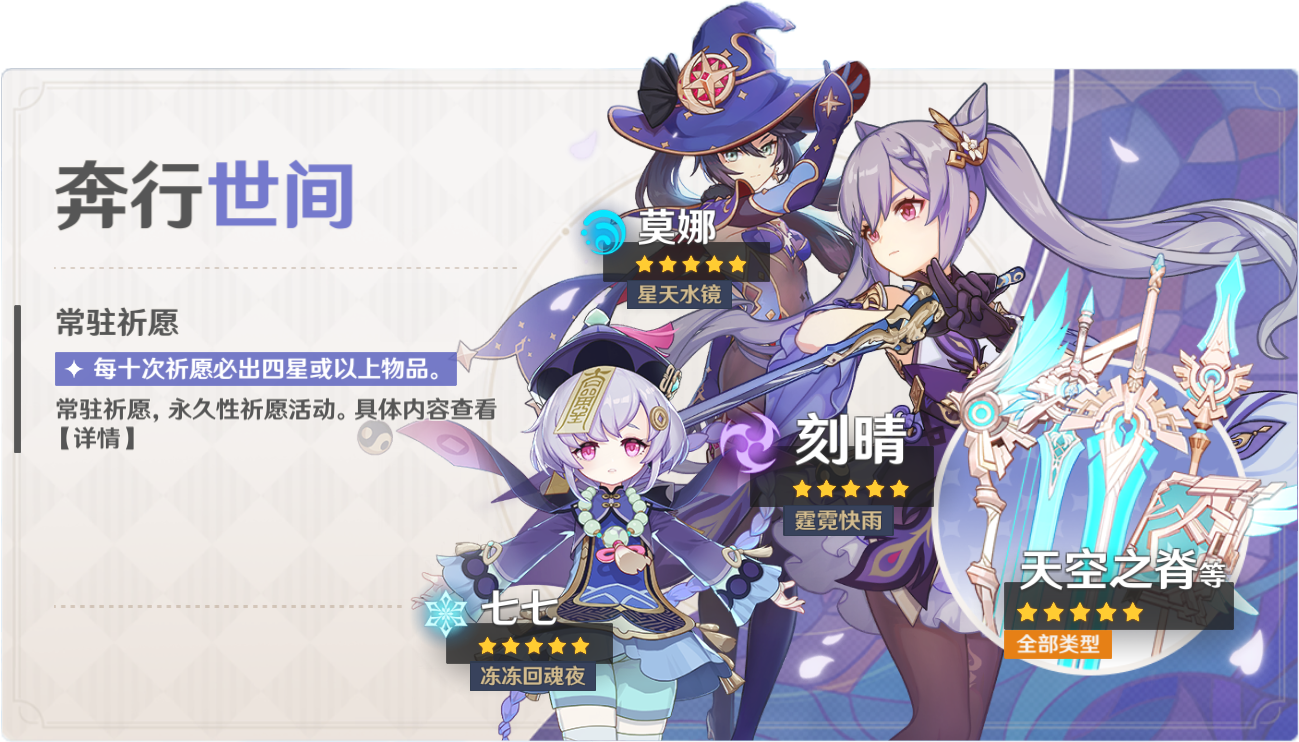 奔行世间
常驻祈愿
每十次祈愿必出四星或以上物品。
常驻祈愿，永久性祈愿活动。具体内容查看
【详情】
莫娜
星天水镜
刻晴
霆霓快雨
七七
冻冻回魂夜
天空之脊等
全部类型